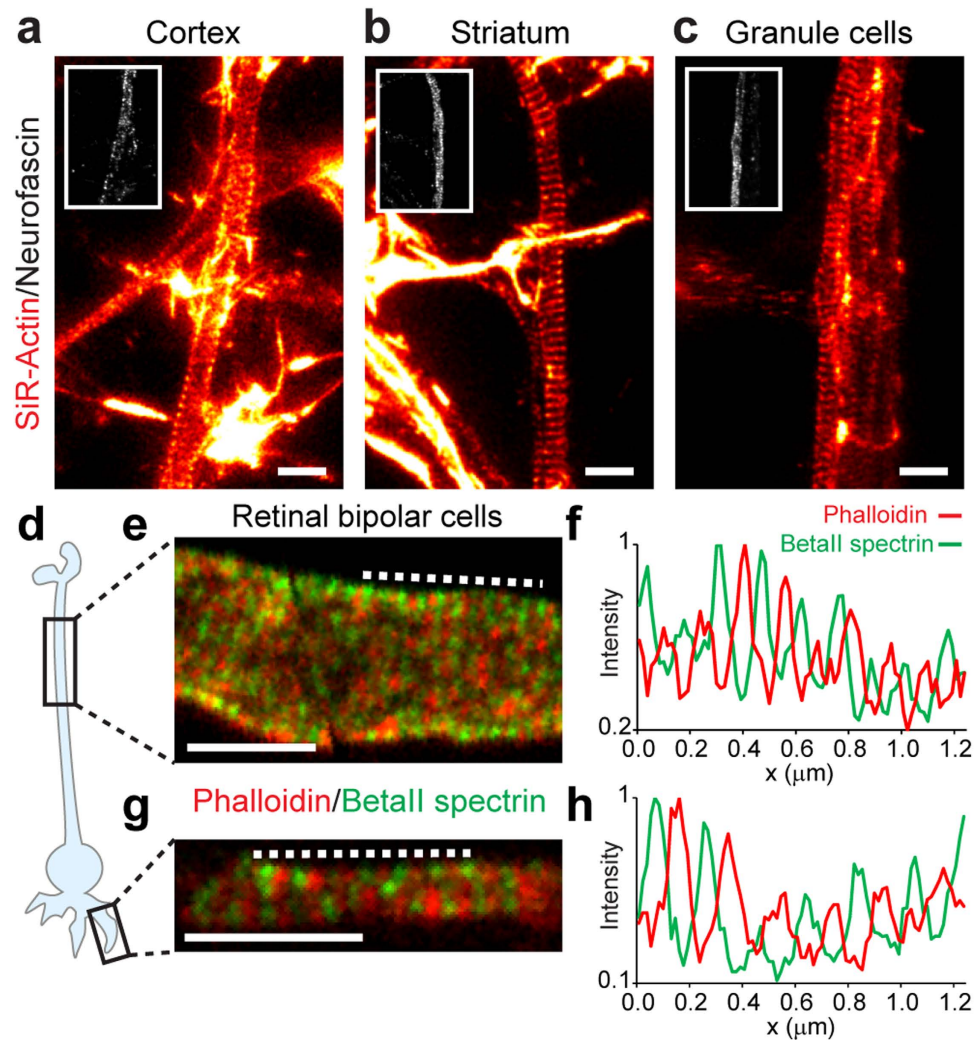 a Cortex
b Striatum
c Granule cells
SiR-Actin/Neurofascin
d
e Retinal bipolar cells
f
Phalloidin
BetaII spectrin
1
Intensity
0.2
0.0 0.2 0.4 0.6 0.8 1.0 1.2
x (μm)
g Phalloidin/BetaII spectrin
h
1
Intensity
0.1
0.0 0.2 0.4 0.6 0.8 1.0 1.2
x (μm)